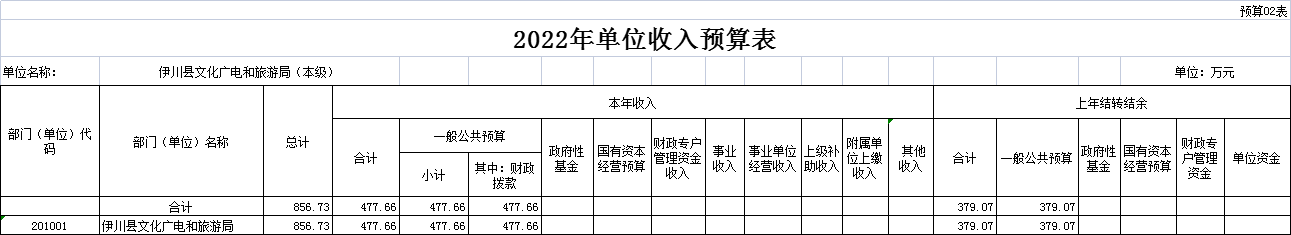 预算02表
2022年单位收入预算表
单位名称： 伊川县文化广电和旅游局（本级） 单位：万元
部门（单位）代码 部门（单位）名称 总计 本年收入 上年结转结余
合计 一般公共预算 政府性基金 国有资本经营预算 财政专户管理资金收入 事业收入 事业单位经营收入 上级补助收入 附属单位上缴收入 其他收入 合计 一般公共预算 政府性基金 国有资本经营预算 财政专户管理资金 单位资金
小计 其中：财政拨款
合计 856.73 477.66 477.66 477.66 379.07 379.07
201001 伊川县文化广电和旅游局 856.73 477.66 477.66 477.66 379.07 379.07